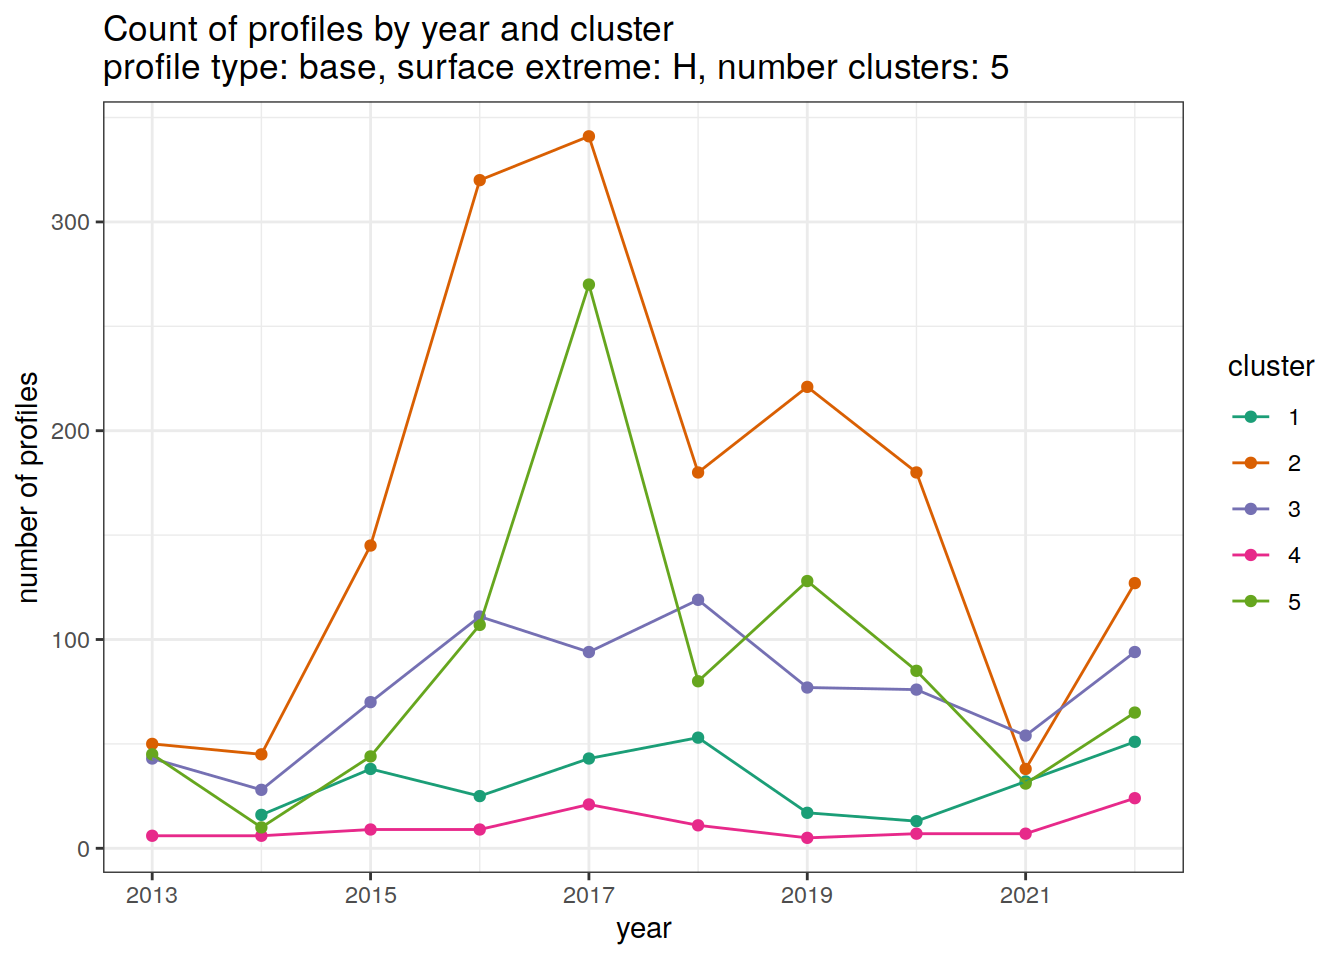 Count of profiles by year and cluster
profile type: base, surface extreme: H, number clusters: 5
number of profiles
300
200
100
0
2013 2015 2017 2019 2021
year
cluster
1
2
3
4
5